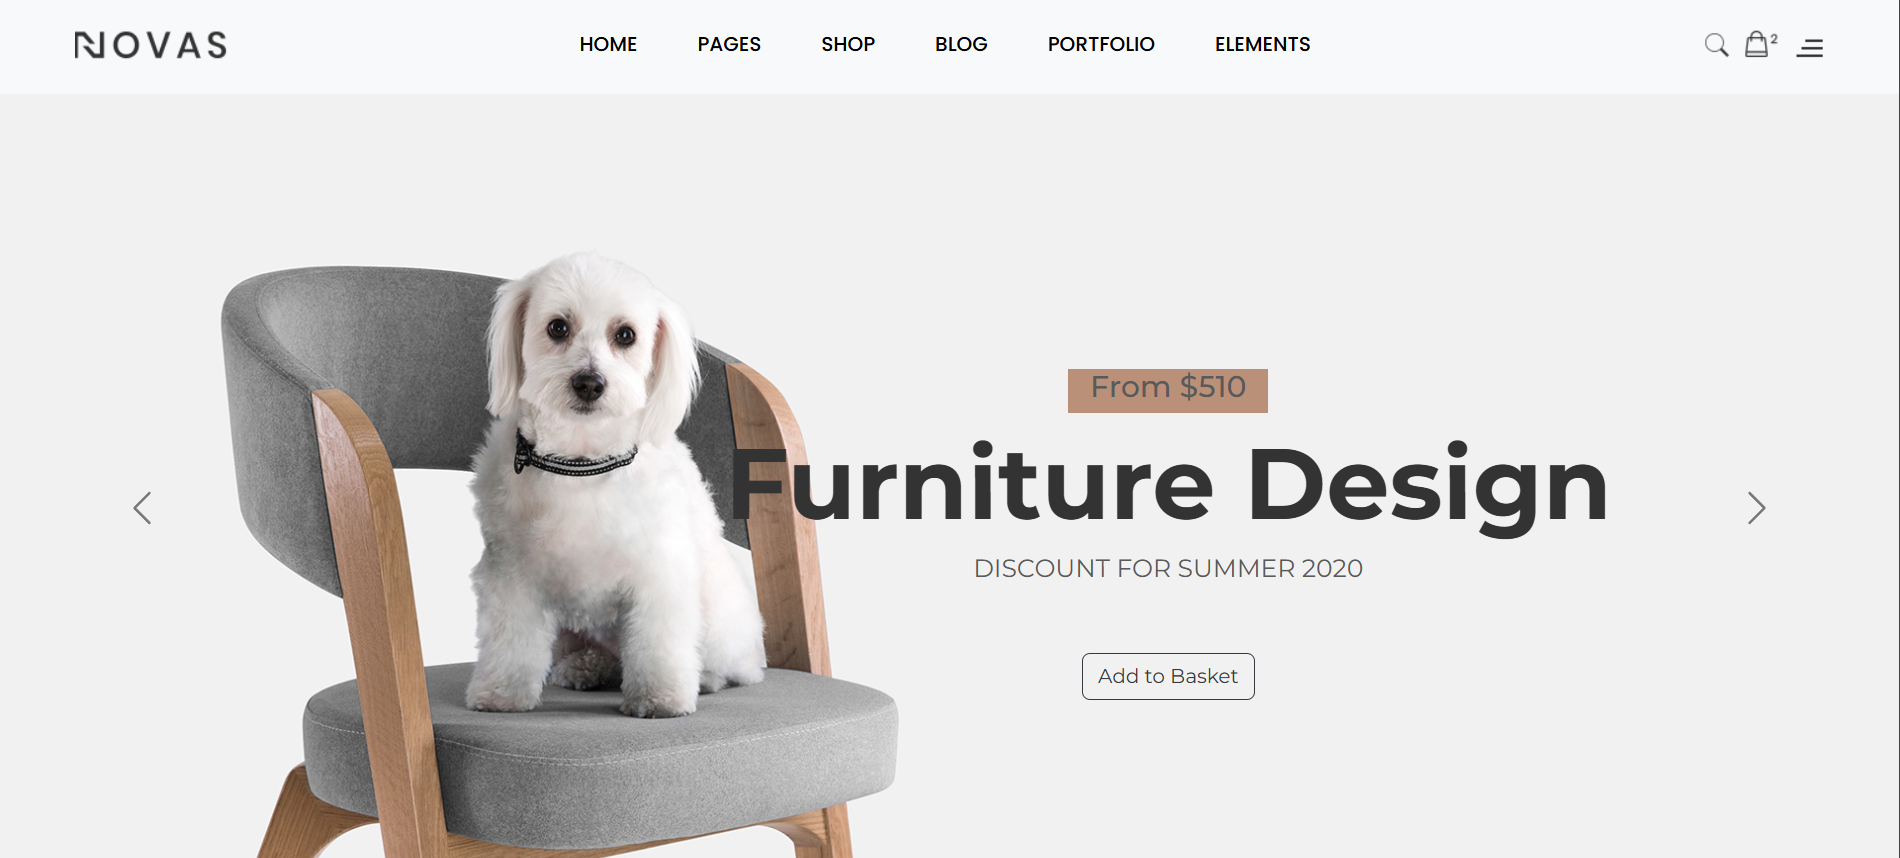 NOVAS
HOME PAGES SHOP BLOG PORTFOLIO ELEMENTS
2
From $510
Furniture Design
DISCOUNT FOR SUMMER 2020
Add to Basket